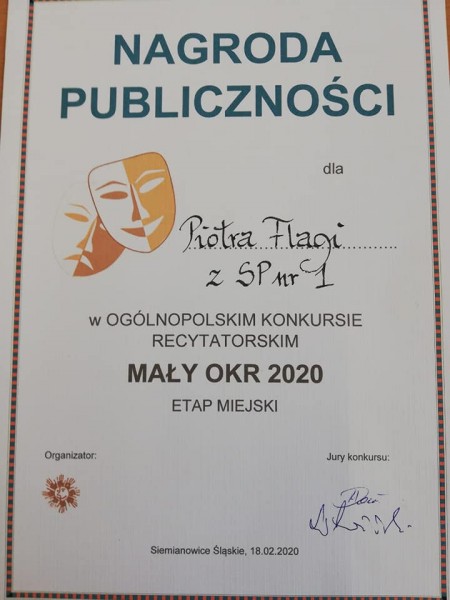 NAGRODA
PUBLICZNOŚCI
dla
Piotra Flagi
z SP nr 1
w OGÓLNOPOLSKIM KONKURSIE
RECYTATORSKIM
MAŁY OKR 2020
ETAP MIEJSKI
Organizator:
Jury konkursu:
Siemianowice Śląskie, 18.02.2020